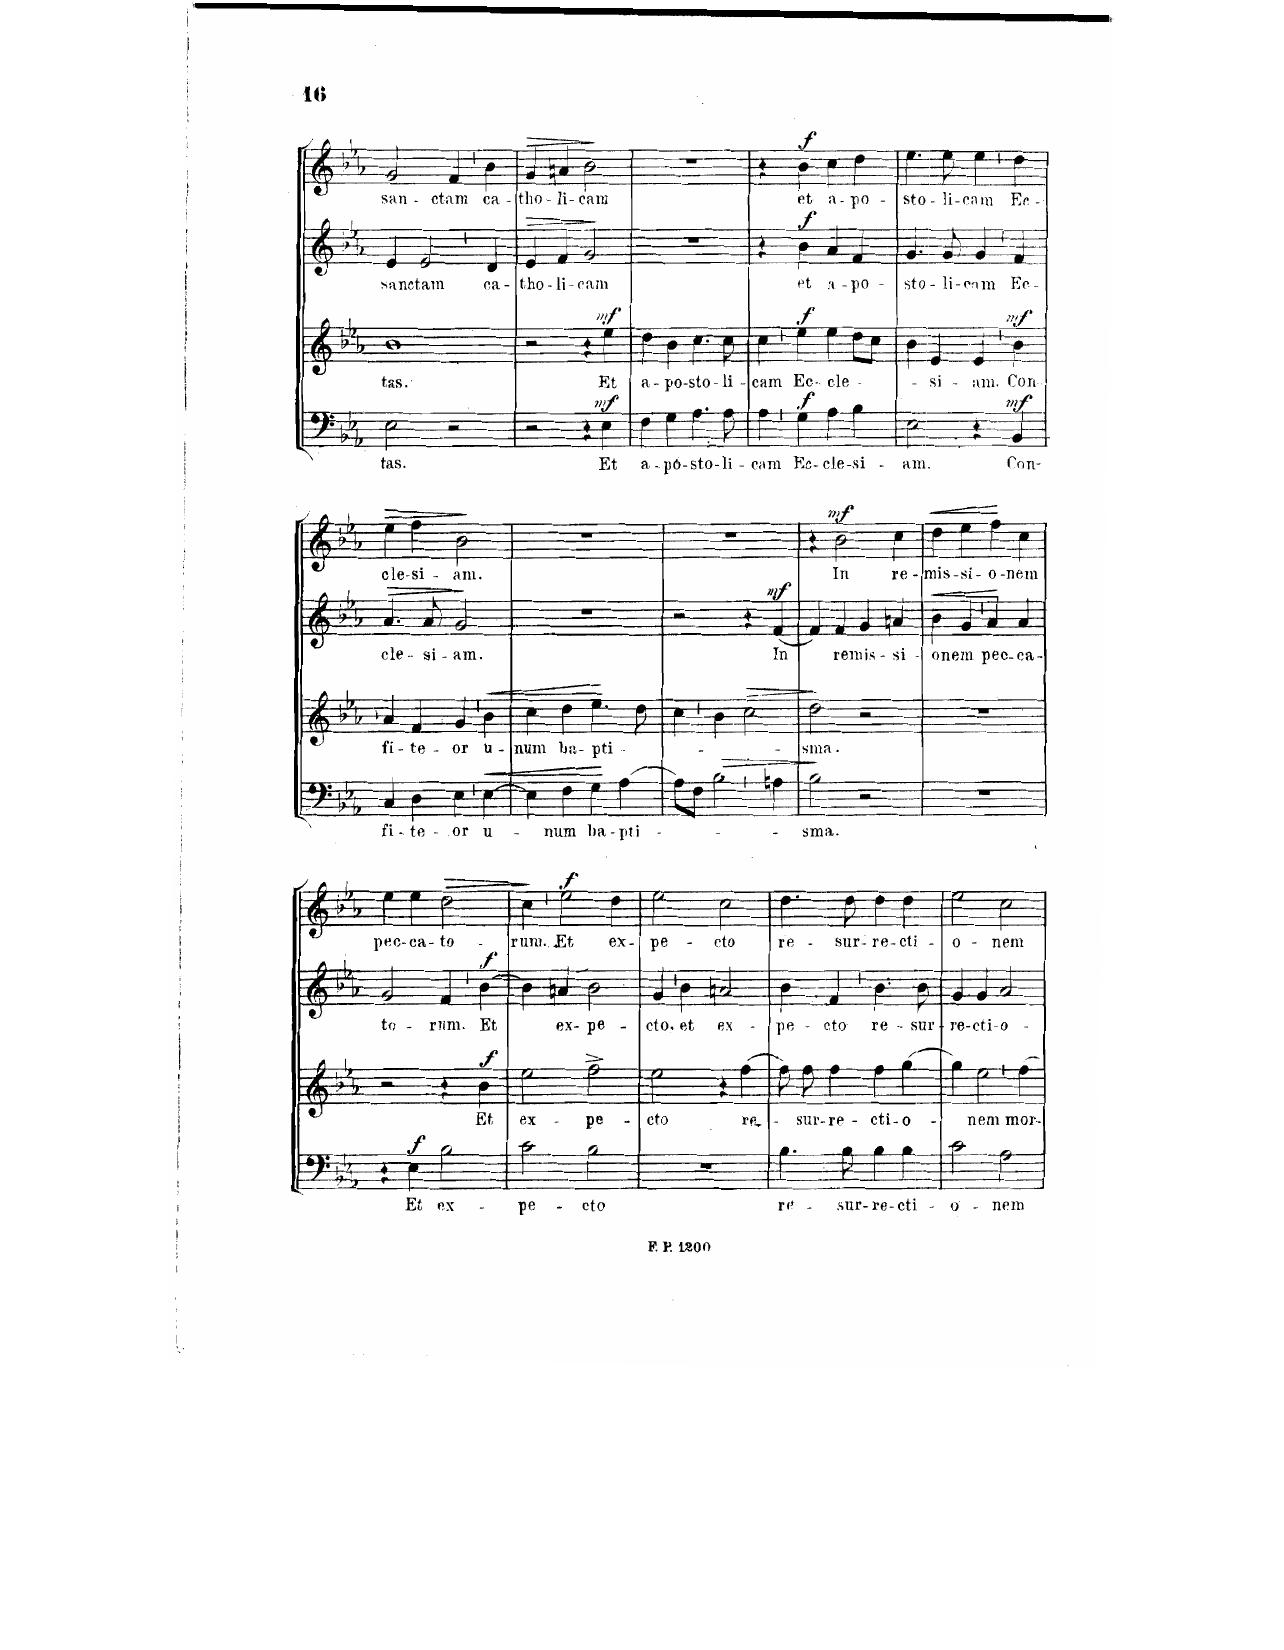 16
f
san - ctam ca - tho - li - cam et a - po - sto - li - cam Ec -
f
sanctam ca - tho - li - cam et a - po - sto - li - cam Ec -
mf f mf
tas. Et a - po - sto - li - cam Ec - cle - - si - am. Con
mf f mf
tas. Et a - pó - sto - li - cam Ec - cle - si - am. Con -
mf
cle - si - am. In re - mis - si - o - nem
mf
cle - si - am. In remis - si - onem pec - ca -
fi - te - or u - num ba - pti - - - sma.
fi - te - or u - num ba - pti - - - sma.
f
pec - ca - to - rum. Et ex - pe - cto re - sur - re - cti - o - nem
f
to - rum. Et ex - pe - cto, et ex - pe - cto re - sur - re - cti - o -
f
Et ex - pe - cto re - sur - re - cti - o - nem mor -
f
Et ex - pe - cto re - sur - re - cti - o - nem
F. P. 1200